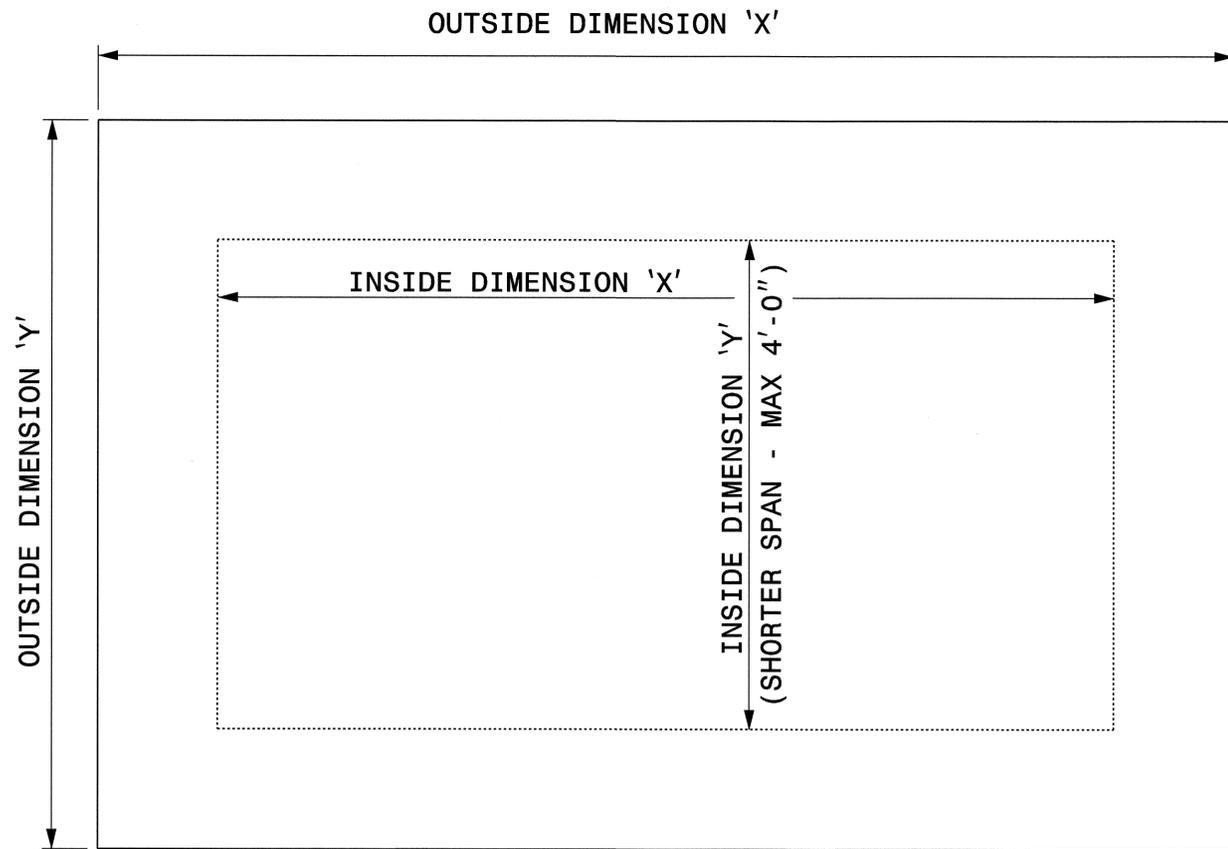 OUTSIDE DIMENSION 'X'
INSIDE DIMENSION 'X'
OUTSIDE DIMENSION 'Y'
INSIDE DIMENSION 'Y'
(SHORTER SPAN - MAX 4'-0")